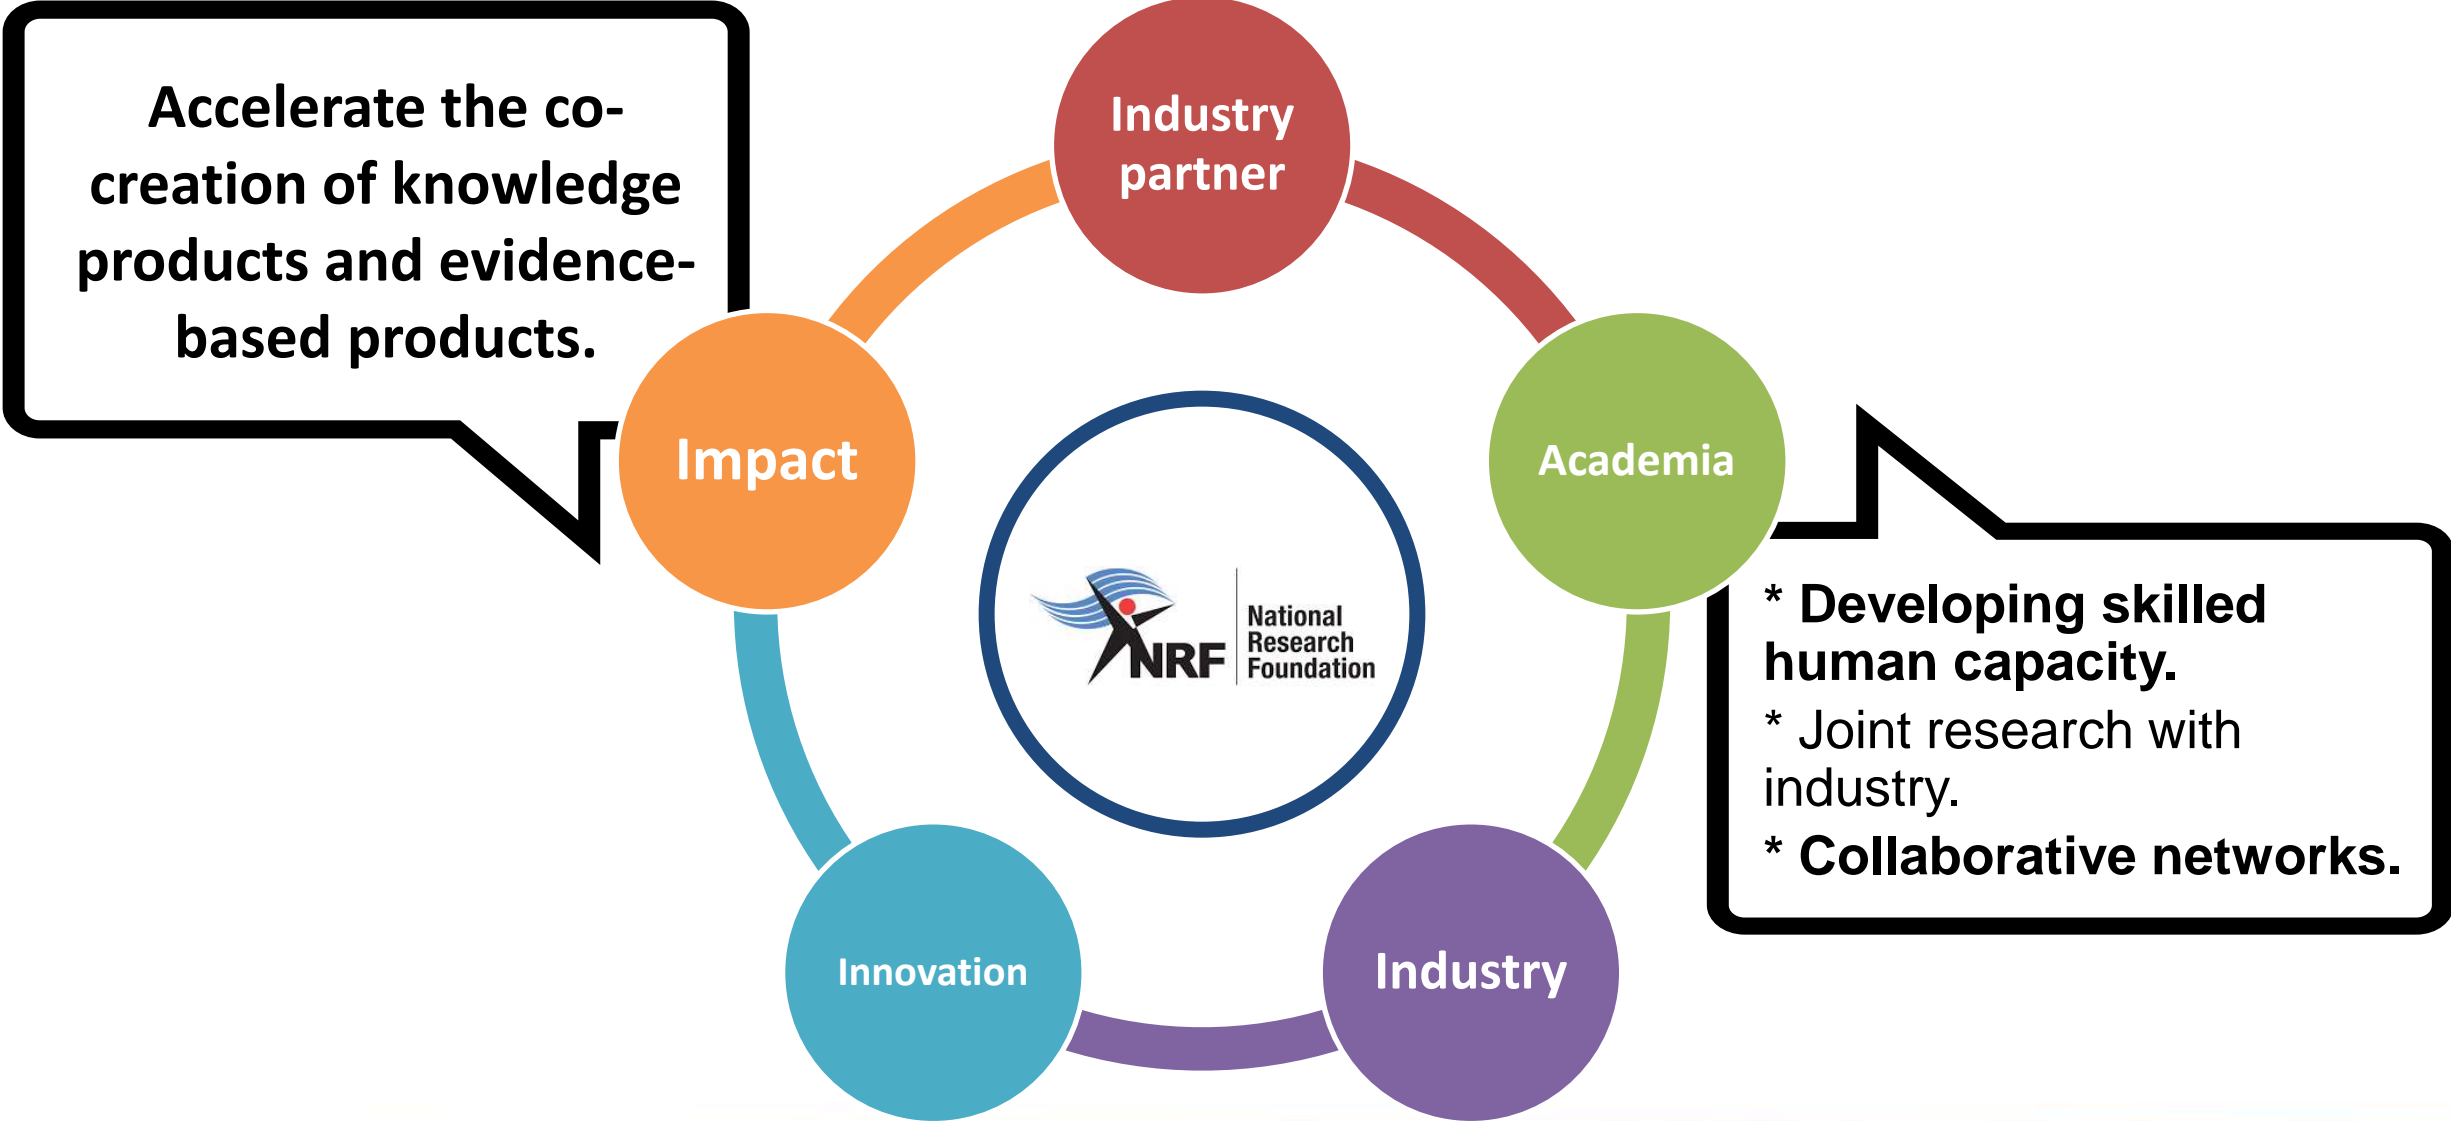 Accelerate the co-
creation of knowledge
products and evidence-
based products.
Industry
partner
Impact
Academia
NRF
National
Research
Foundation
* Developing skilled
human capacity.
* Joint research with
industry.
* Collaborative networks.
Innovation
Industry